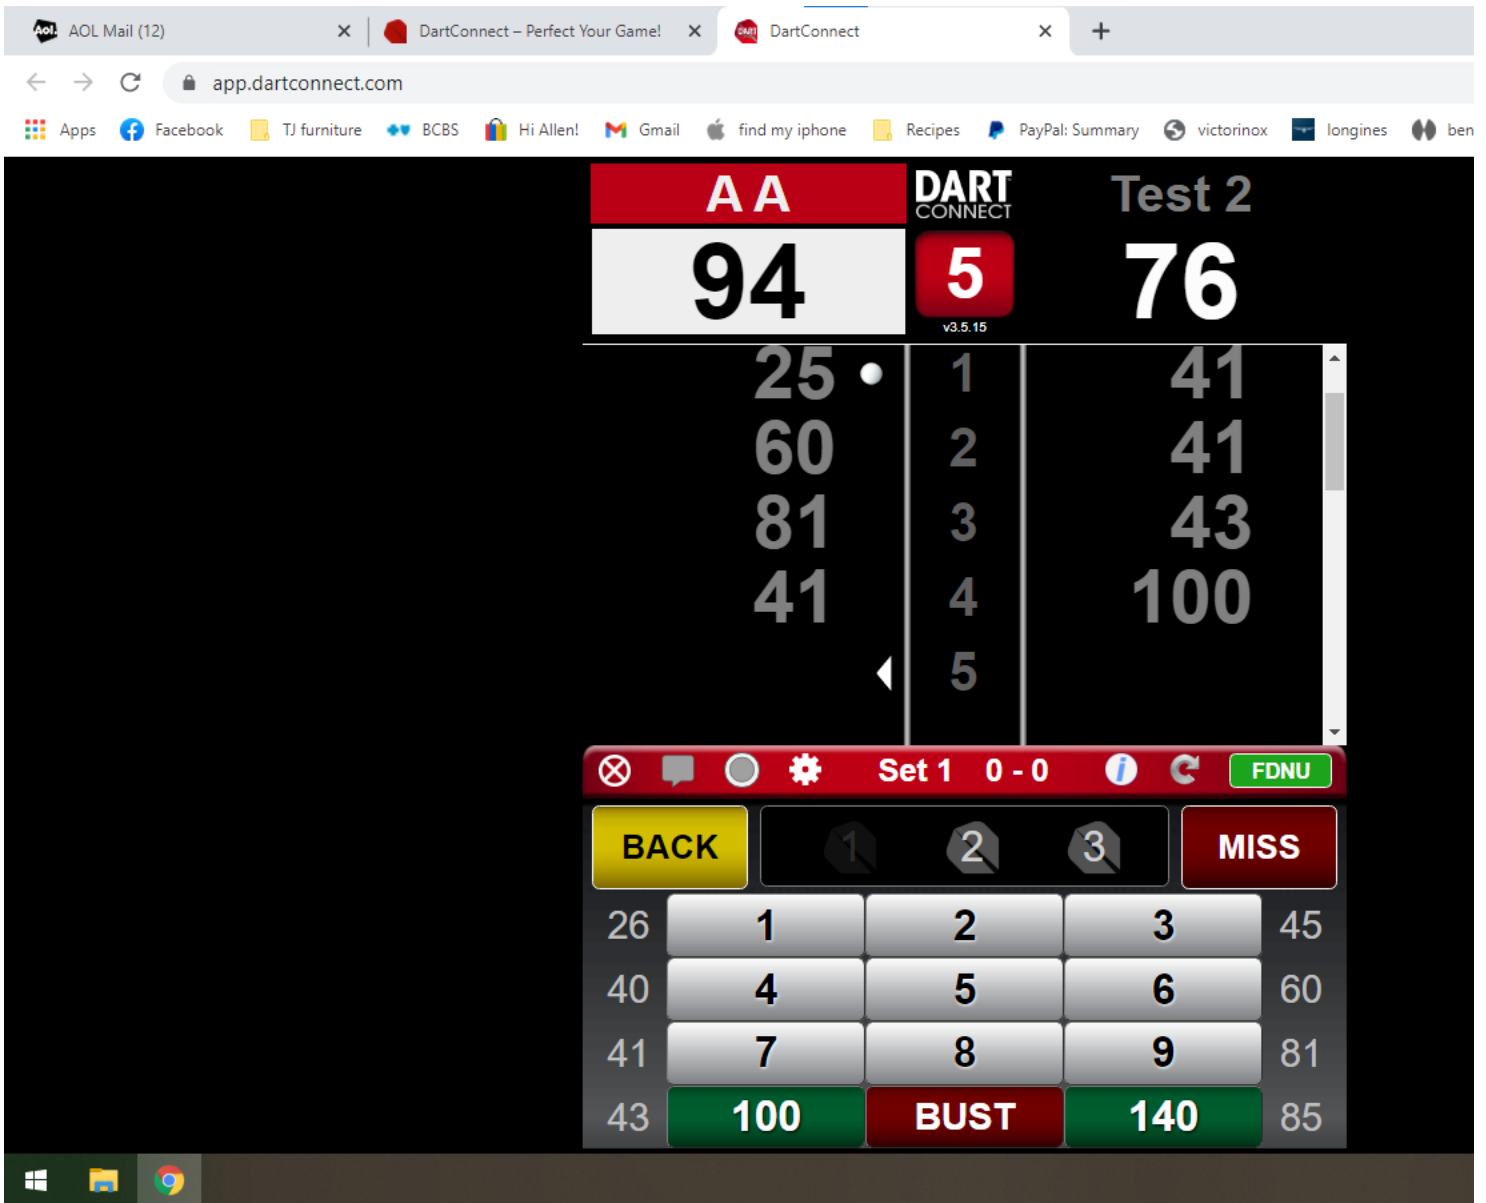 Aol. AOL Mail (12) DartConnect – Perfect Your Game! DART DartConnect
app.dartconnect.com
Apps Facebook TJ furniture BCBS Hi Allen! Gmail find my iphone Recipes PayPal: Summary victorinox longines ben
A A DART CONNECT Test 2
94 5 76
v3.5.15
25 1 41
60 2 41
81 3 43
41 4 100
5
Set 1 0 - 0 i FDNU
BACK 1 2 3 MISS
26 1 2 3 45
40 4 5 6 60
41 7 8 9 81
43 100 BUST 140 85